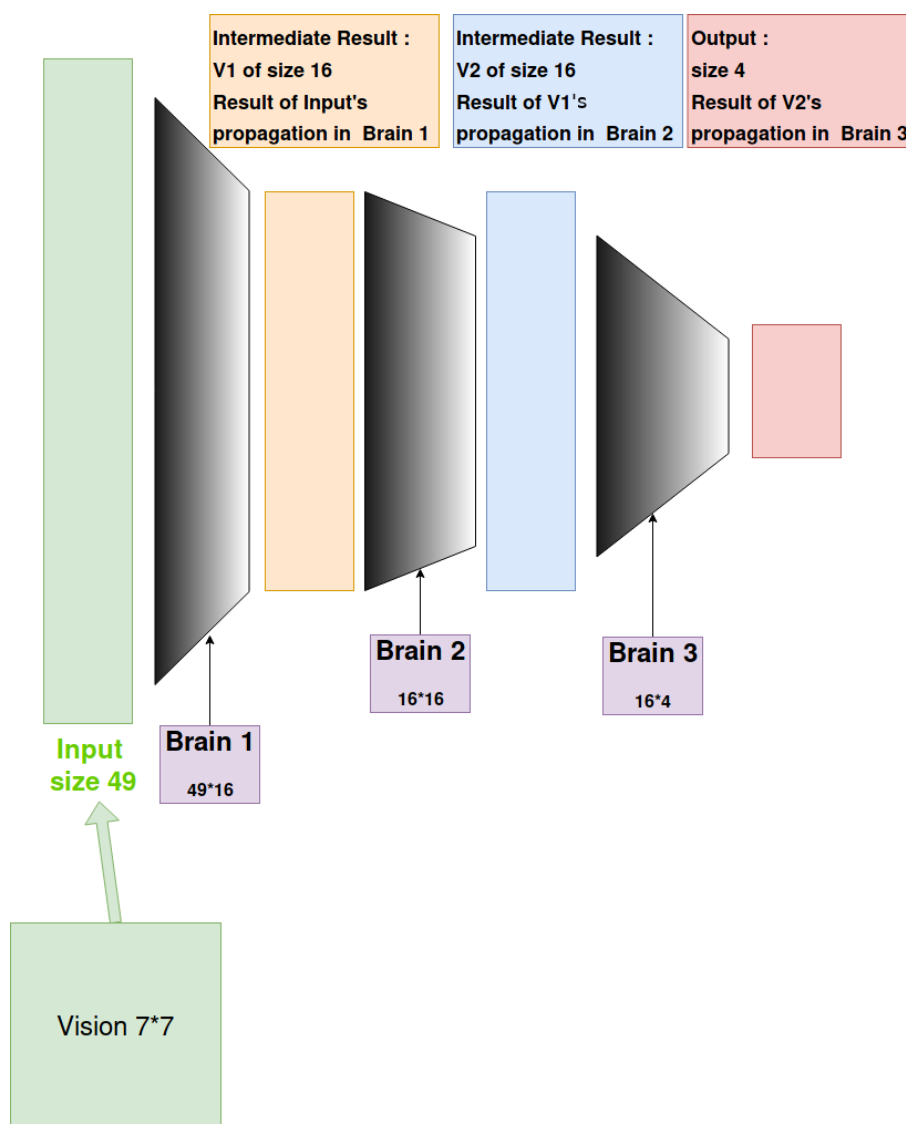 Intermediate Result :
V1 of size 16
Result of Input's
propagation in  Brain 1
Intermediate Result :
V2 of size 16
Result of V1's
propagation in  Brain 2
Output :
size 4
Result of V2's
propagation in  Brain 3
Brain 2
16*16
Brain 3
16*4
Brain 1
49*16
Input
size 49
Vision 7*7